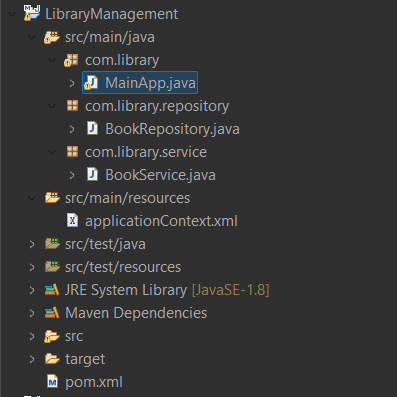 LibraryManagement
src/main/java
com.library
MainApp.java
com.library.repository
BookRepository.java
com.library.service
BookService.java
src/main/resources
applicationContext.xml
src/test/java
src/test/resources
JRE System Library [JavaSE-1.8]
Maven Dependencies
src
target
pom.xml